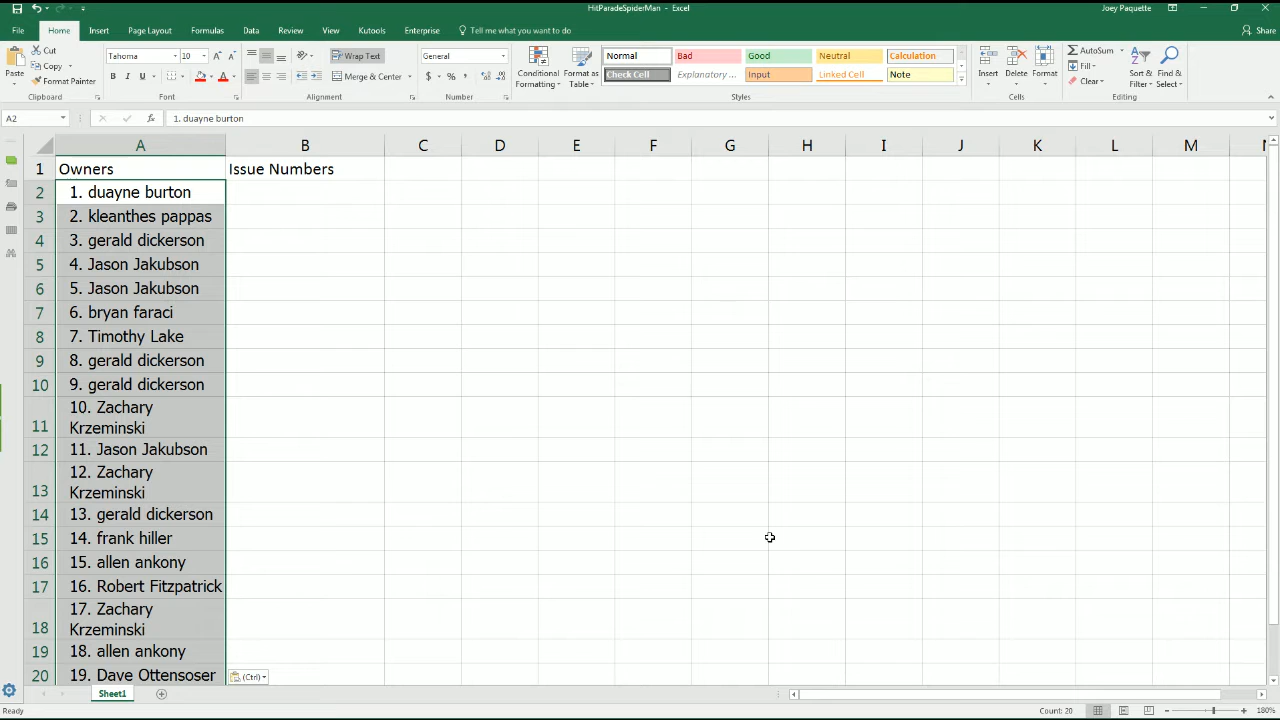 HitParadeSpiderMan - Excel
Joey Paquette
File Home Insert Page Layout Formulas Data Review View Kutools Enterprise Tell me what you want to do Share
Paste
Cut
Copy
Format Painter
Clipboard
Tahoma 10
B I U
Font
Wrap Text
Merge & Center
Alignment
General
$ % ,
Number
Conditional Formatting
Format as Table
Normal Bad Good Neutral Calculation
Check Cell Explanatory ... Input Linked Cell Note
Styles
Insert Delete Format
Cells
AutoSum
Fill
Clear
Sort & Filter
Find & Select
Editing
A2 fx 1. duayne burton
A B C D E F G H I J K L M
1 Owners Issue Numbers
2 1. duayne burton
3 2. kleanthes pappas
4 3. gerald dickerson
5 4. Jason Jakubson
6 5. Jason Jakubson
7 6. bryan faraci
8 7. Timothy Lake
9 8. gerald dickerson
10 9. gerald dickerson
10. Zachary
11 Krzeminski
12 11. Jason Jakubson
12. Zachary
13 Krzeminski
14 13. gerald dickerson
15 14. frank hiller
16 15. allen ankony
17 16. Robert Fitzpatrick
17. Zachary
18 Krzeminski
19 18. allen ankony
20 19. Dave Ottensoser
(Ctrl)
Sheet1
Ready
Count: 20
180%